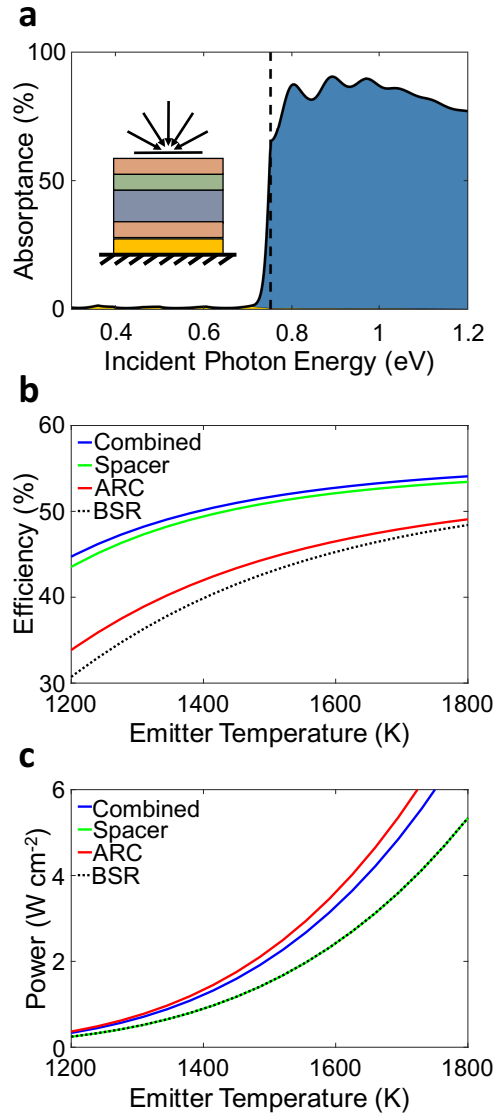 a
100
50
0
Absorptance (%)
0.4 0.6 0.8 1 1.2
Incident Photon Energy (eV)
b
60
50
40
30
Efficiency (%)
Combined
Spacer
ARC
BSR
1200 1400 1600 1800
Emitter Temperature (K)
c
6
4
2
0
Power (W cm-2)
Combined
Spacer
ARC
BSR
1200 1400 1600 1800
Emitter Temperature (K)